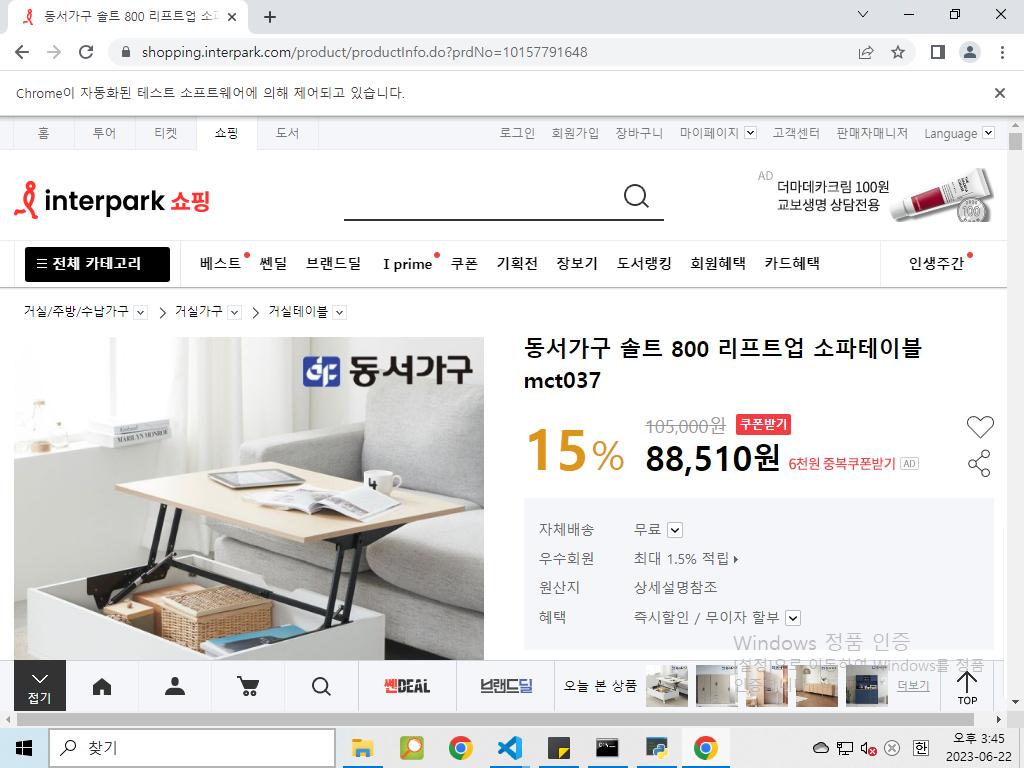 동서가구 솔트 800 리프트업 소파
shopping.interpark.com/product/productInfo.do?prdNo=10157791648
Chrome이 자동화된 테스트 소프트웨어에 의해 제어되고 있습니다.
홈 투어 티켓 쇼핑 도서 로그인 회원가입 장바구니 마이페이지 고객센터 판매자매니저 Language
interpark 쇼핑
AD 더마데카크림 100원
교보생명 상담전용
전체 카테고리 베스트 쎈딜 브랜드딜 I prime 쿠폰 기획전 장보기 도서랭킹 회원혜택 카드혜택 인생주간
거실/주방/수납가구 > 거실가구 > 거실테이블
동서가구
MARILYN MONROE
동서가구 솔트 800 리프트업 소파테이블
mct037
15% 105,000원 쿠폰받기
88,510원 6천원 중복쿠폰받기 AD
자체배송 무료
우수회원 최대 1.5% 적립
원산지 상세설명참조
혜택 즉시할인 / 무이자 할부
Windows 정품 인증
[설정]으로 이동하여 Windows를 정품
접기 쎈DEAL 브랜드딜 오늘 본 상품 더보기 TOP
찾기
오후 3:45
한
2023-06-22